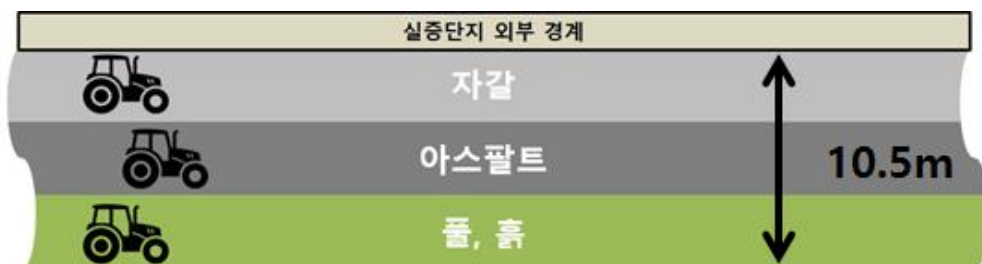 실증단지 외부 경계
자갈
아스팔트
10.5m
풀, 흙